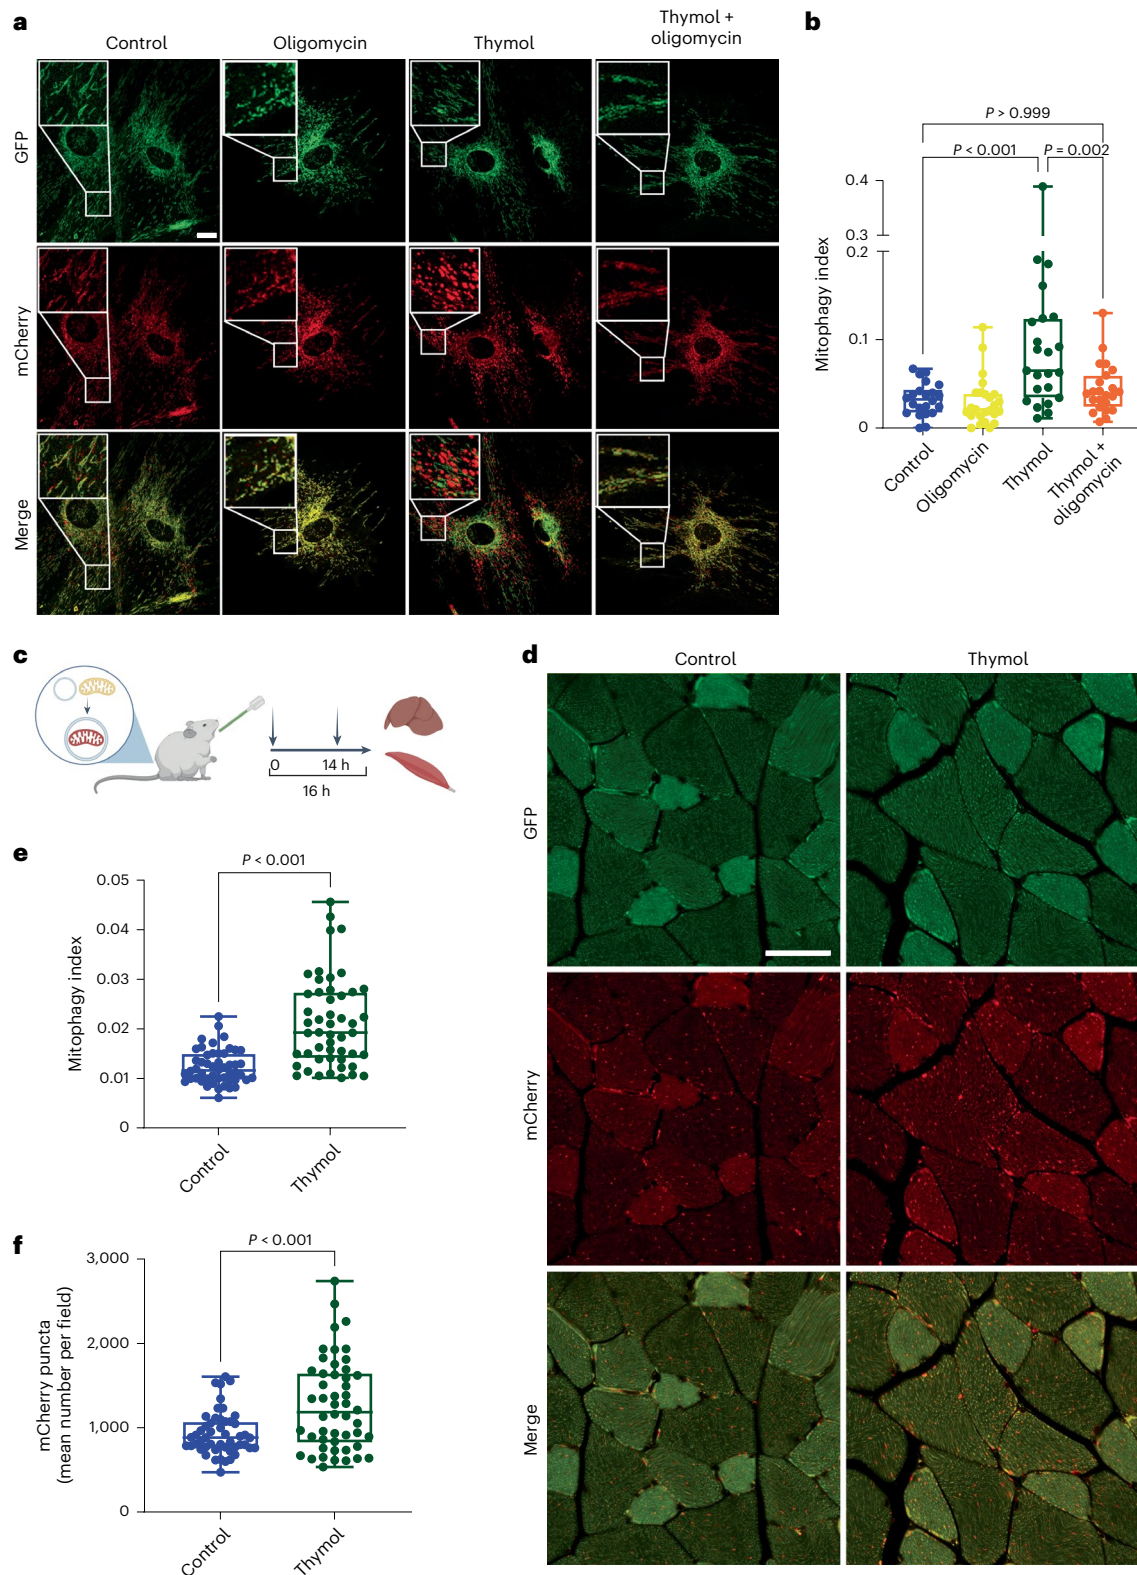 a
Control
Oligomycin
Thymol
Thymol +
oligomycin
GFP
mCherry
Merge
b
P > 0.999
P < 0.001
P = 0.002
0.4
0.3
0.2
0.1
0
Mitophagy index
Control
Oligomycin
Thymol
Thymol +
oligomycin
c
0
14 h
16 h
d
Control
Thymol
GFP
mCherry
Merge
e
P < 0.001
0.05
0.04
0.03
0.02
0.01
0
Mitophagy index
Control
Thymol
f
P < 0.001
3,000
2,000
1,000
0
mCherry puncta
(mean number per field)
Control
Thymol